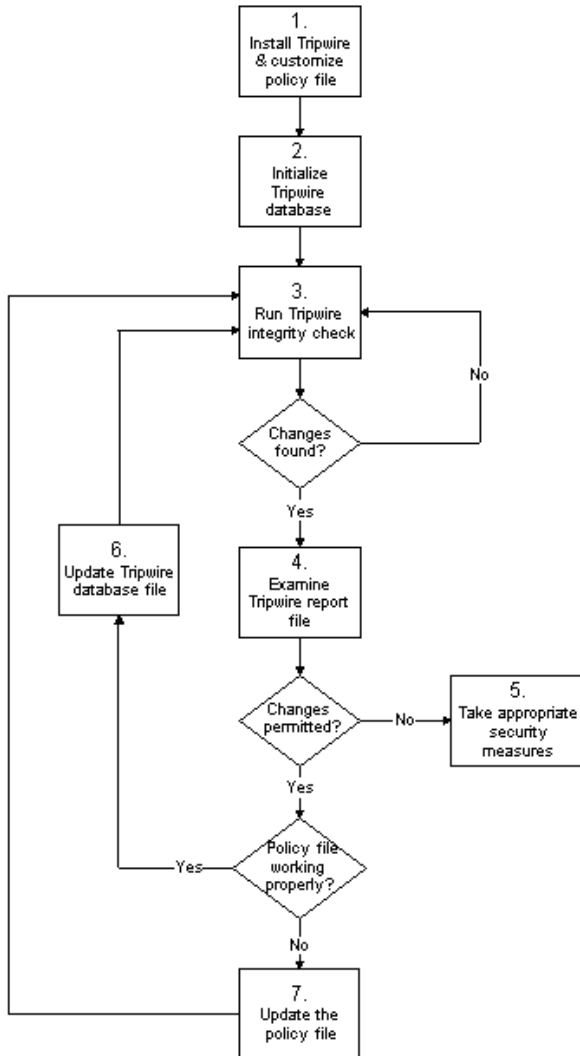 1.
Install Tripwire
& customize
policy file
2.
Initialize
Tripwire
database
3.
Run Tripwire
integrity check
No
Changes
found?
Yes
6.
Update Tripwire
database file
4.
Examine
Tripwire report
file
Changes
permitted?
No
5.
Take appropriate
security
measures
Yes
Policy file
working
properly?
Yes
No
7.
Update the
policy file